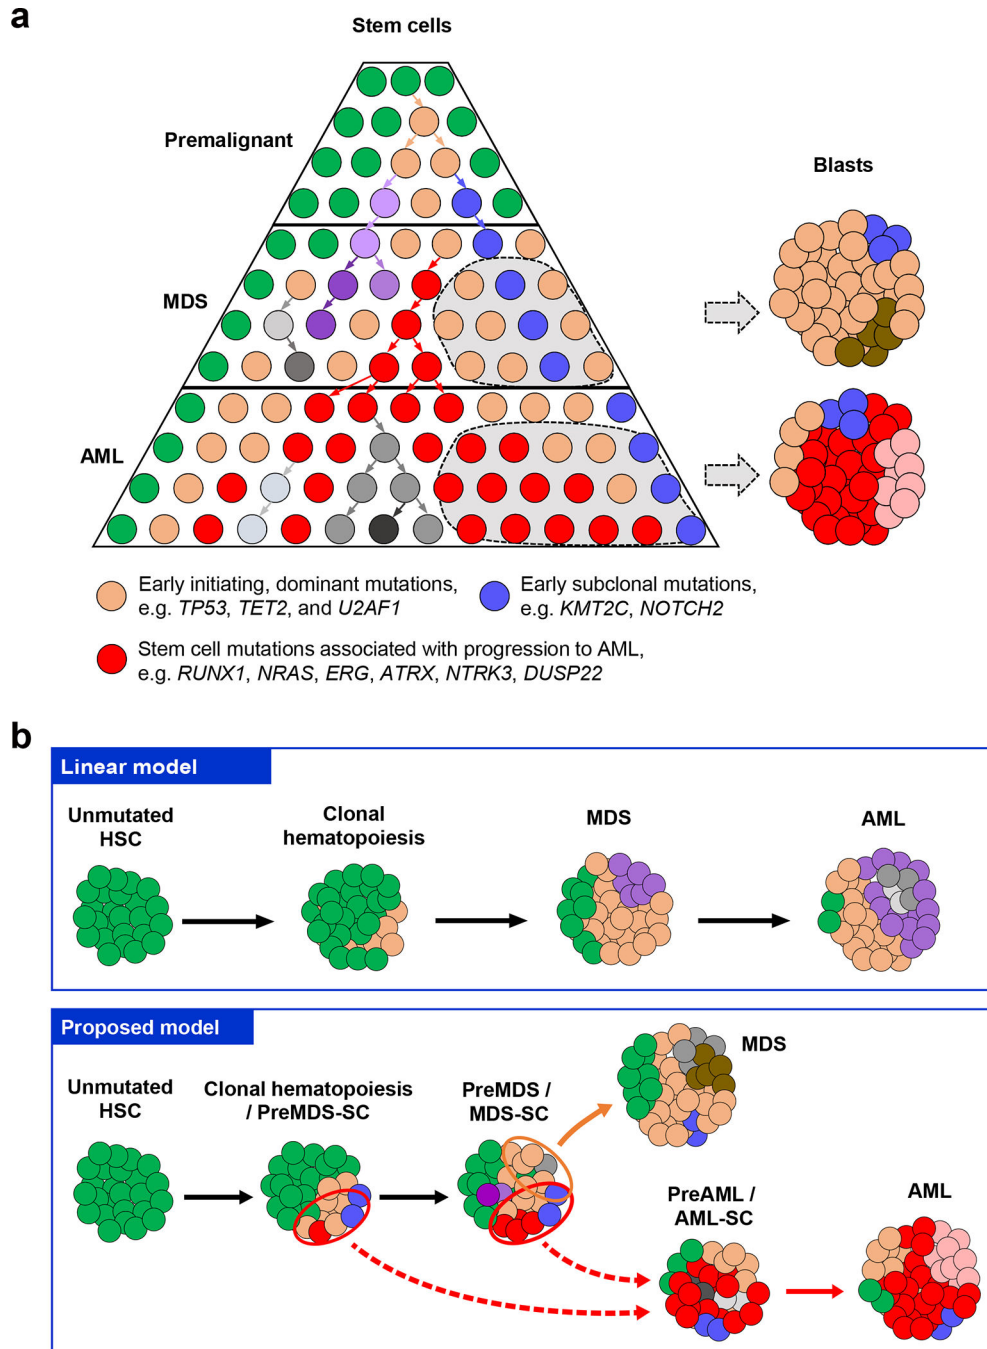 a
Stem cells
Premalignant
Blasts
MDS
AML
Early initiating, dominant mutations,
e.g. TP53, TET2, and U2AF1
Early subclonal mutations,
e.g. KMT2C, NOTCH2
Stem cell mutations associated with progression to AML,
e.g. RUNX1, NRAS, ERG, ATRX, NTRK3, DUSP22
b
Linear model
Unmutated
HSC
Clonal
hematopoiesis
MDS
AML
Proposed model
Unmutated
HSC
Clonal hematopoiesis
/ PreMDS-SC
PreMDS /
MDS-SC
MDS
PreAML /
AML-SC
AML